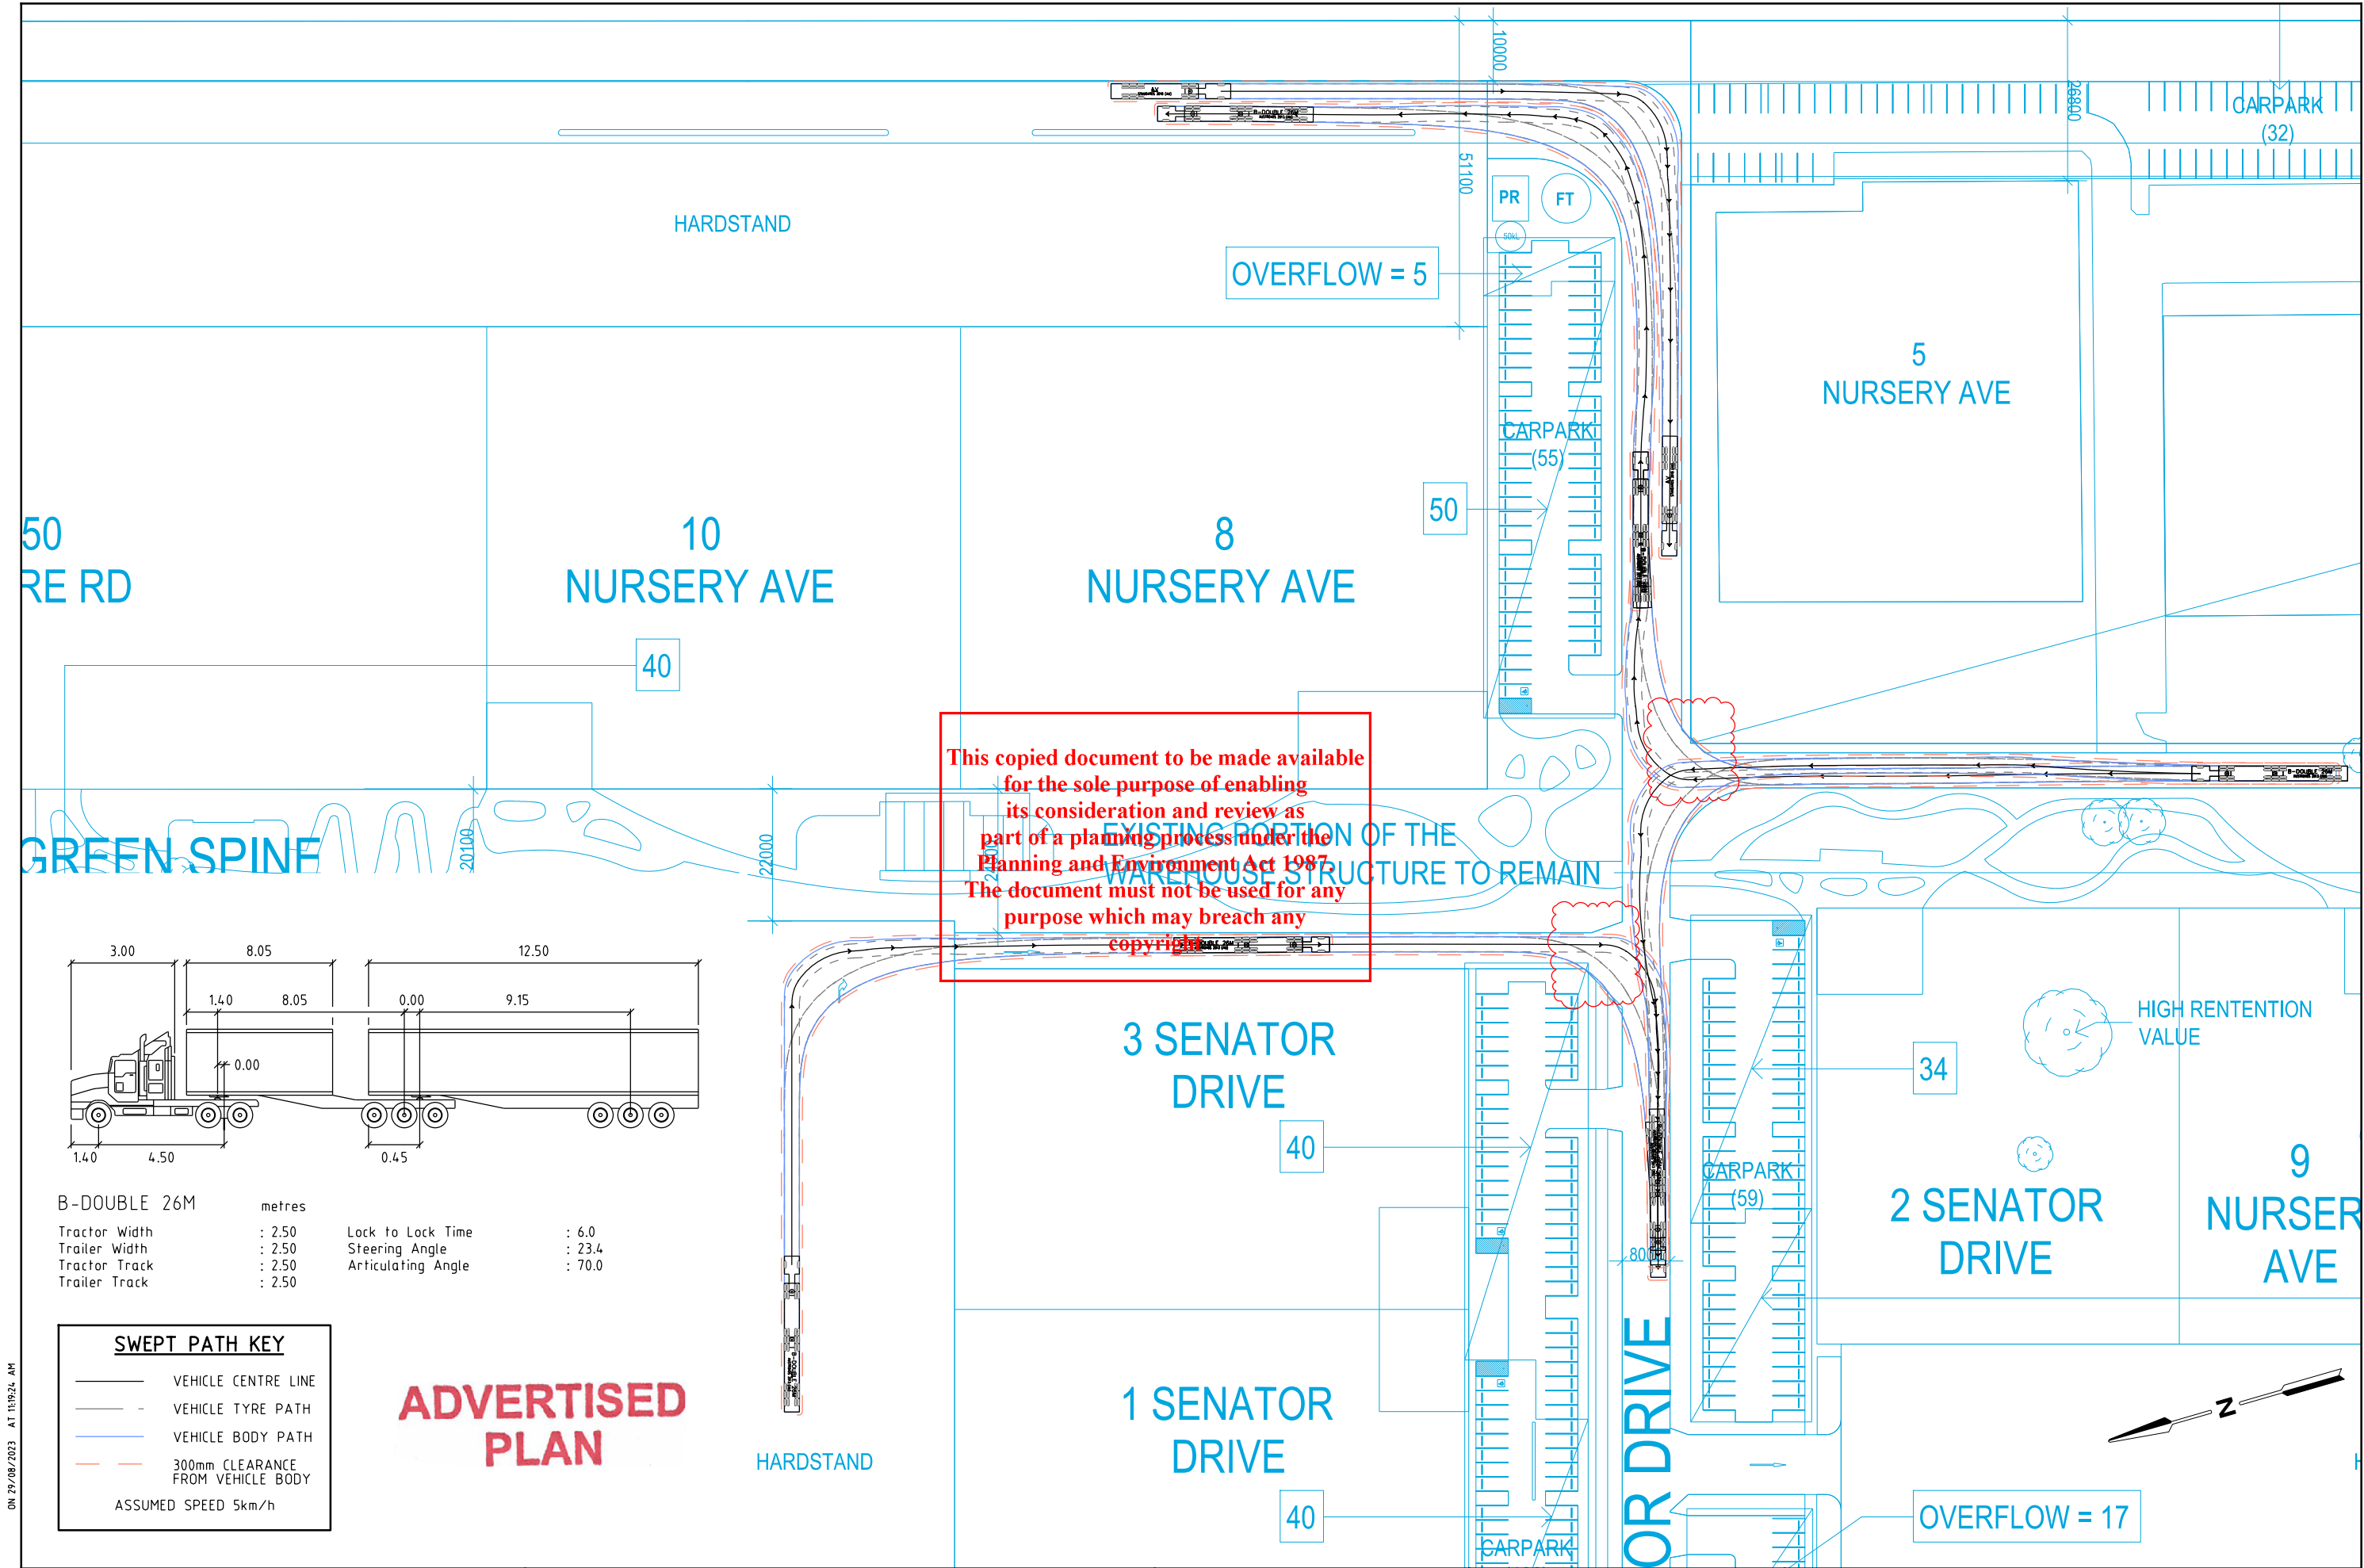 10000
26800
CARPARK
(32)
51100
PR
FT
50kL
HARDSTAND
OVERFLOW = 5
5
NURSERY AVE
CARPARK
(55)
50
50
RE RD
10
NURSERY AVE
8
NURSERY AVE
40
This copied document to be made available
for the sole purpose of enabling
its consideration and review as
part of a planning process under the
Planning and Environment Act 1987.
The document must not be used for any
purpose which may breach any
copyright
EXISTING PORTION OF THE
WAREHOUSE STRUCTURE TO REMAIN
GREEN SPINE
20100
22000
B-DOUBLE 26M
B-DOUBLE 26M
3.00
8.05
12.50
1.40
8.05
0.00
9.15
0.00
1.40
4.50
0.45
3 SENATOR
DRIVE
HIGH RENTENTION
VALUE
34
40
CARPARK
(59)
2 SENATOR
DRIVE
9
NURSER
AVE
B-DOUBLE 26M
metres
Tractor Width : 2.50 Lock to Lock Time : 6.0
Trailer Width : 2.50 Steering Angle : 23.4
Tractor Track : 2.50 Articulating Angle : 70.0
Trailer Track : 2.50
SWEPT PATH KEY
VEHICLE CENTRE LINE
VEHICLE TYRE PATH
VEHICLE BODY PATH
300mm CLEARANCE
FROM VEHICLE BODY
ASSUMED SPEED 5km/h
ADVERTISED
PLAN
HARDSTAND
1 SENATOR
DRIVE
OR DRIVE
N
40
CARPARK
OVERFLOW = 17
ON 29/08/2023 AT 11:19:24 AM